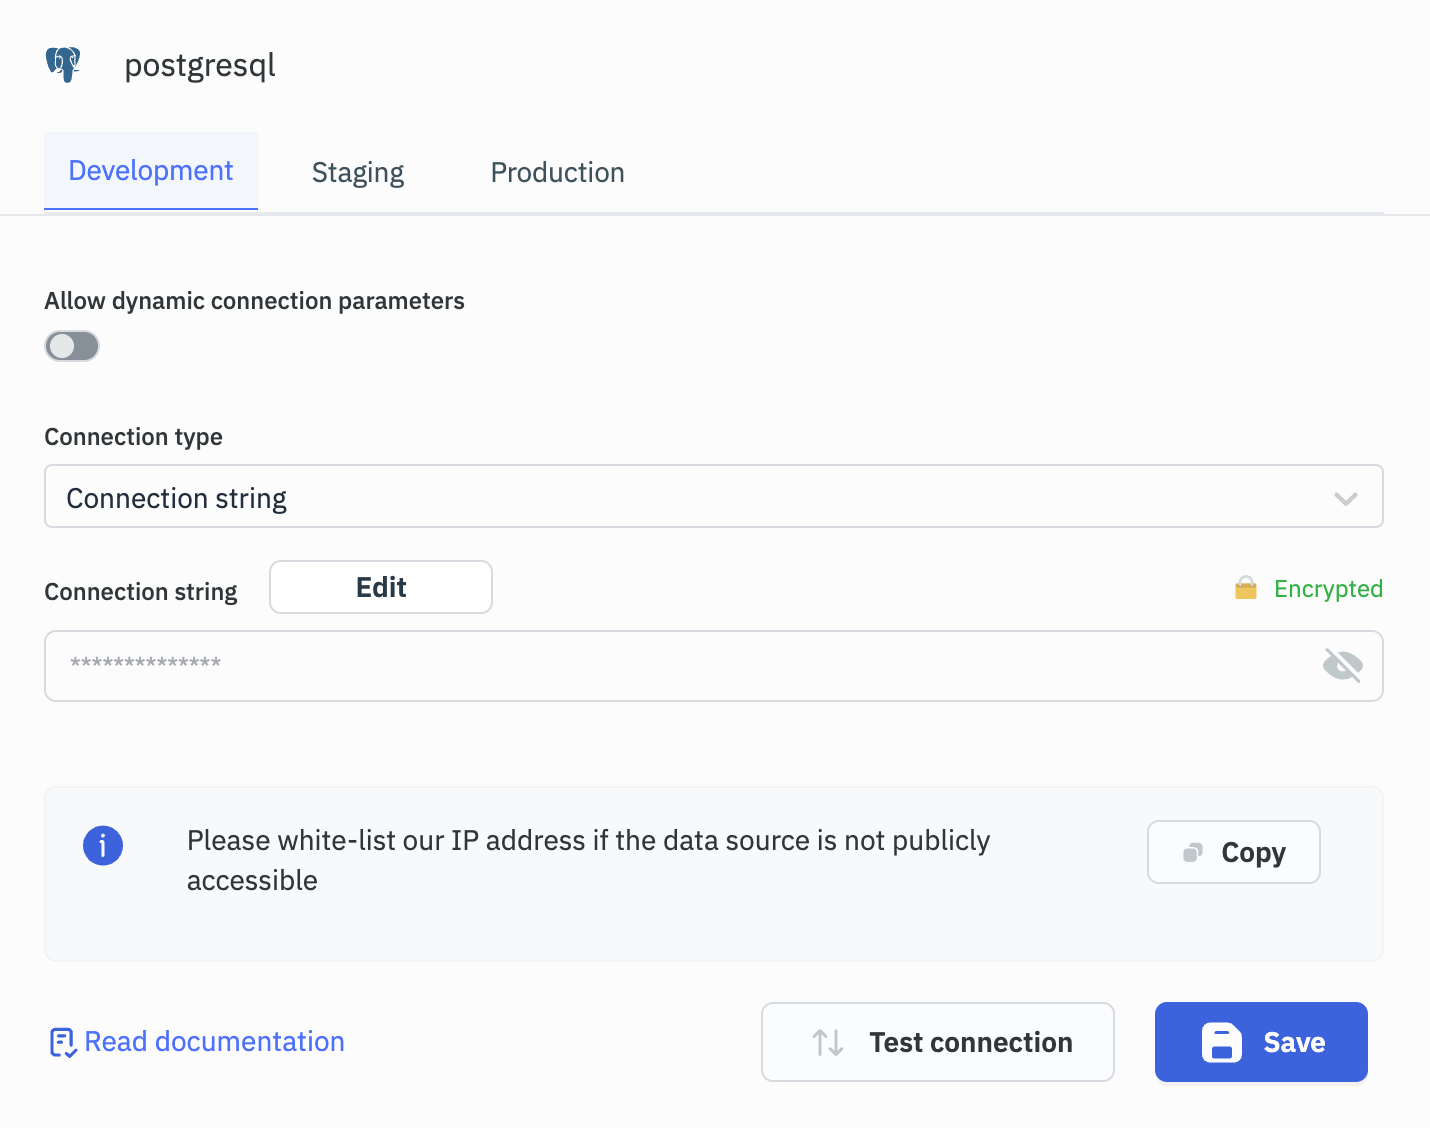 postgresql
Development Staging Production
Allow dynamic connection parameters
Connection type
Connection string
Connection string Edit Encrypted
**************
Please white-list our IP address if the data source is not publicly
accessible
Copy
Read documentation Test connection Save